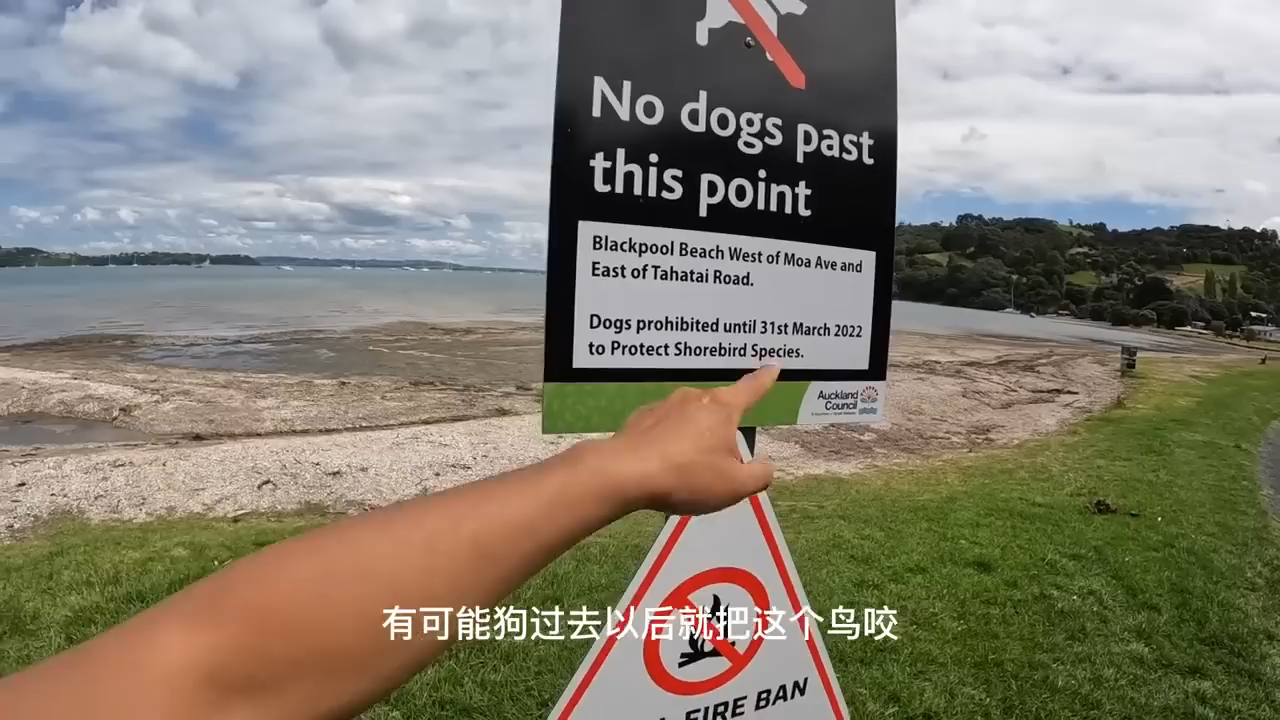 No dogs past
this point
Blackpool Beach West of Moa Ave and
East of Tahatai Road.
Dogs prohibited until 31st March 2022
to Protect Shorebird Species.
Auckland
Council
有可能狗过去以后就把这个鸟咬
FIRE BAN